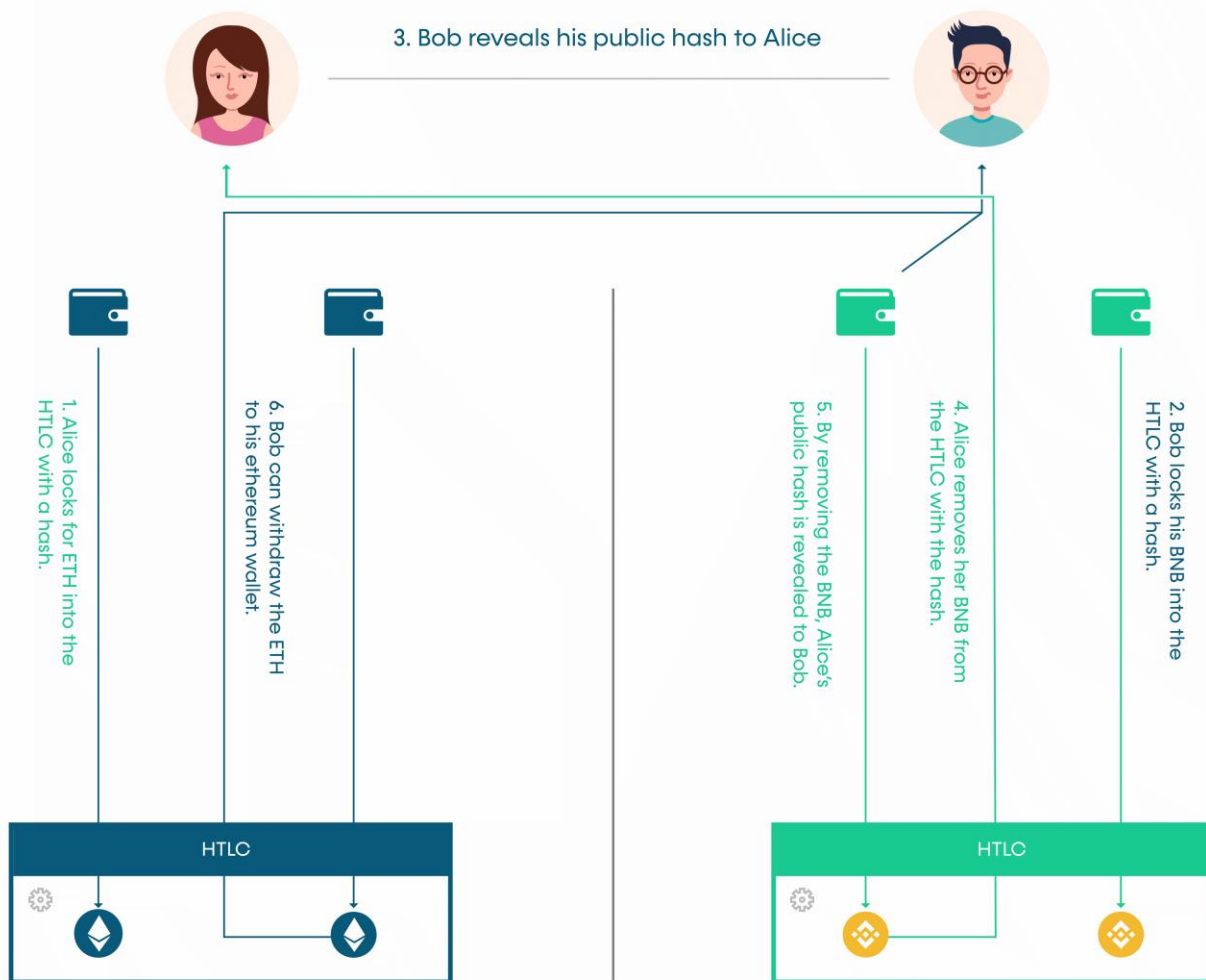 3. Bob reveals his public hash to Alice
1. Alice locks for ETH into the
HTLC with a hash.
6. Bob can withdraw the ETH
to his ethereum wallet.
5. By removing the BNB, Alice's
public hash is revealed to Bob.
4. Alice removes her BNB from
the HTLC with the hash.
2. Bob locks his BNB into the
HTLC with a hash.
HTLC
HTLC